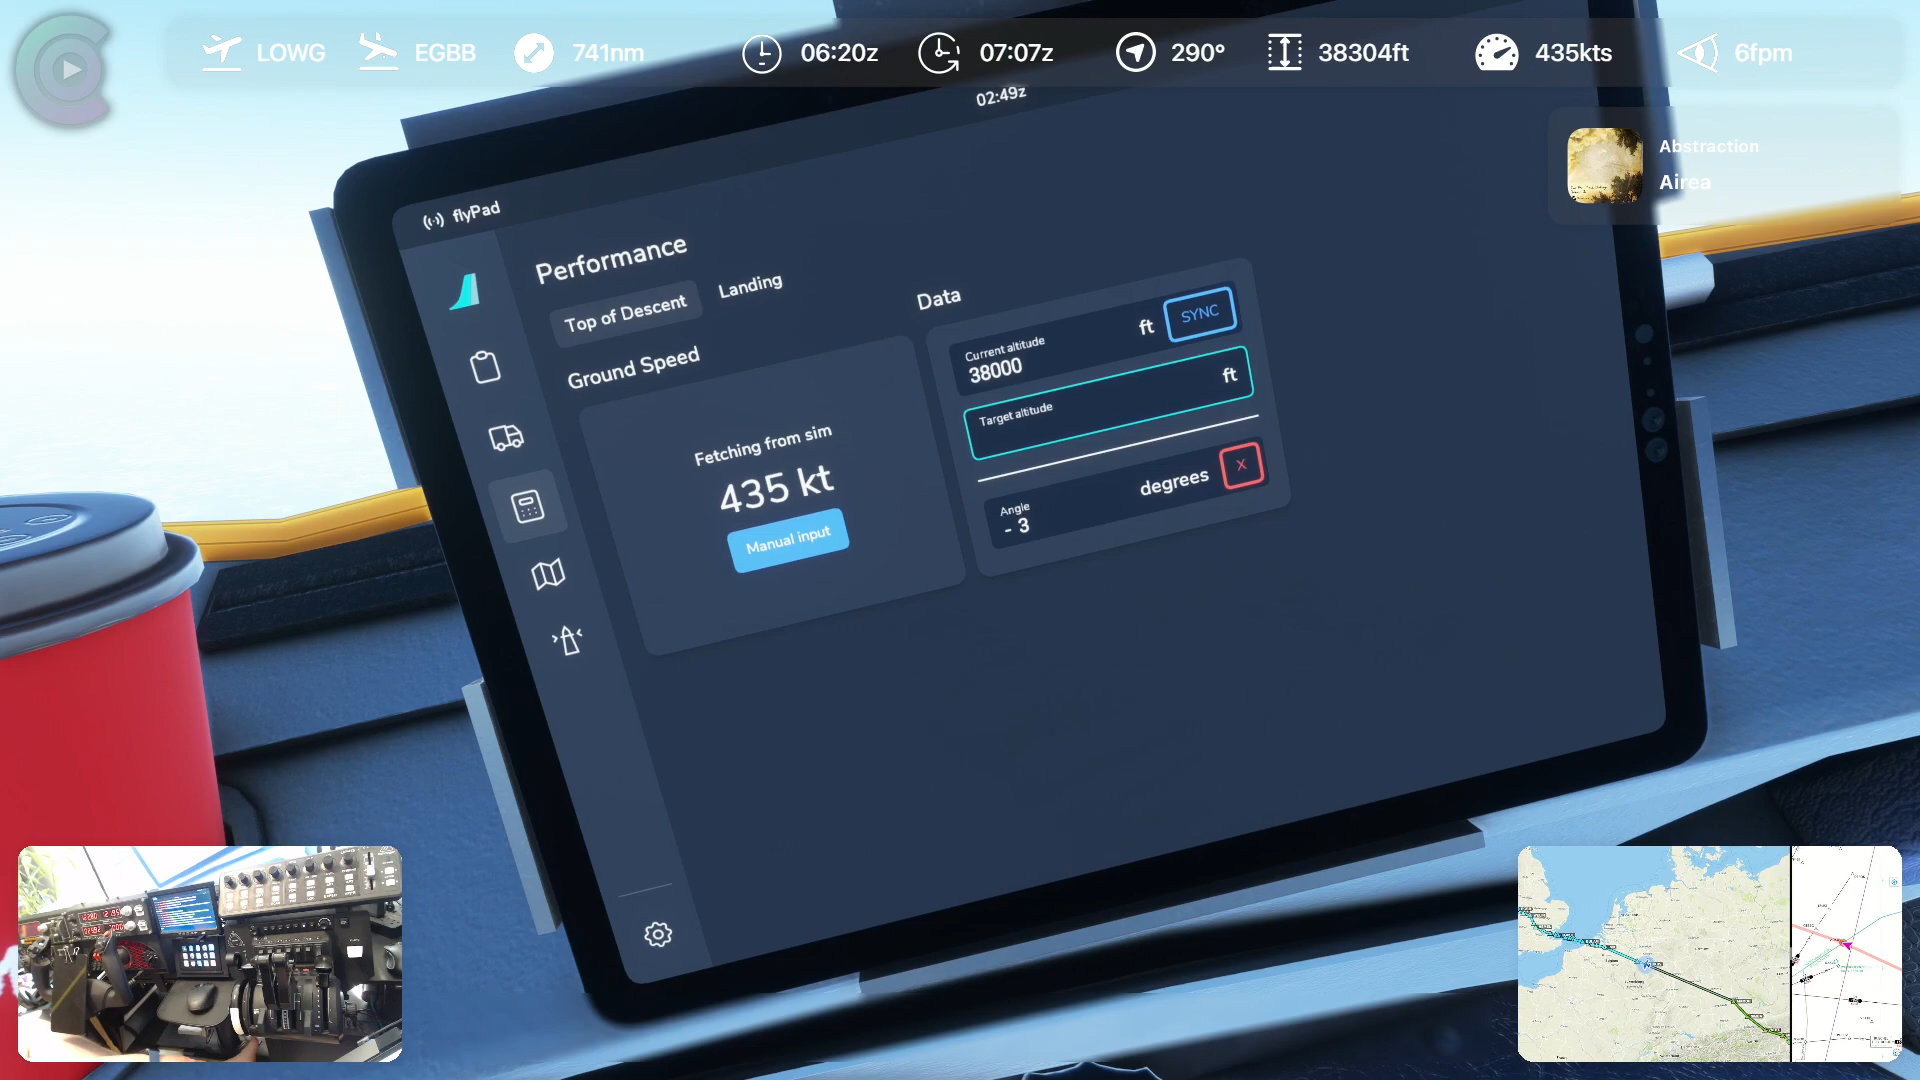 LOWG EGBB 741nm 06:20z 07:07z 290° 38304ft 435kts 6fpm
02:49z
Abstraction
Airea
flyPad
Performance
Top of Descent Landing
Ground Speed
Fetching from sim
435 kt
Manual input
Data
Current altitude
38000 ft SYNC
Target altitude
ft
Angle
- 3 degrees X